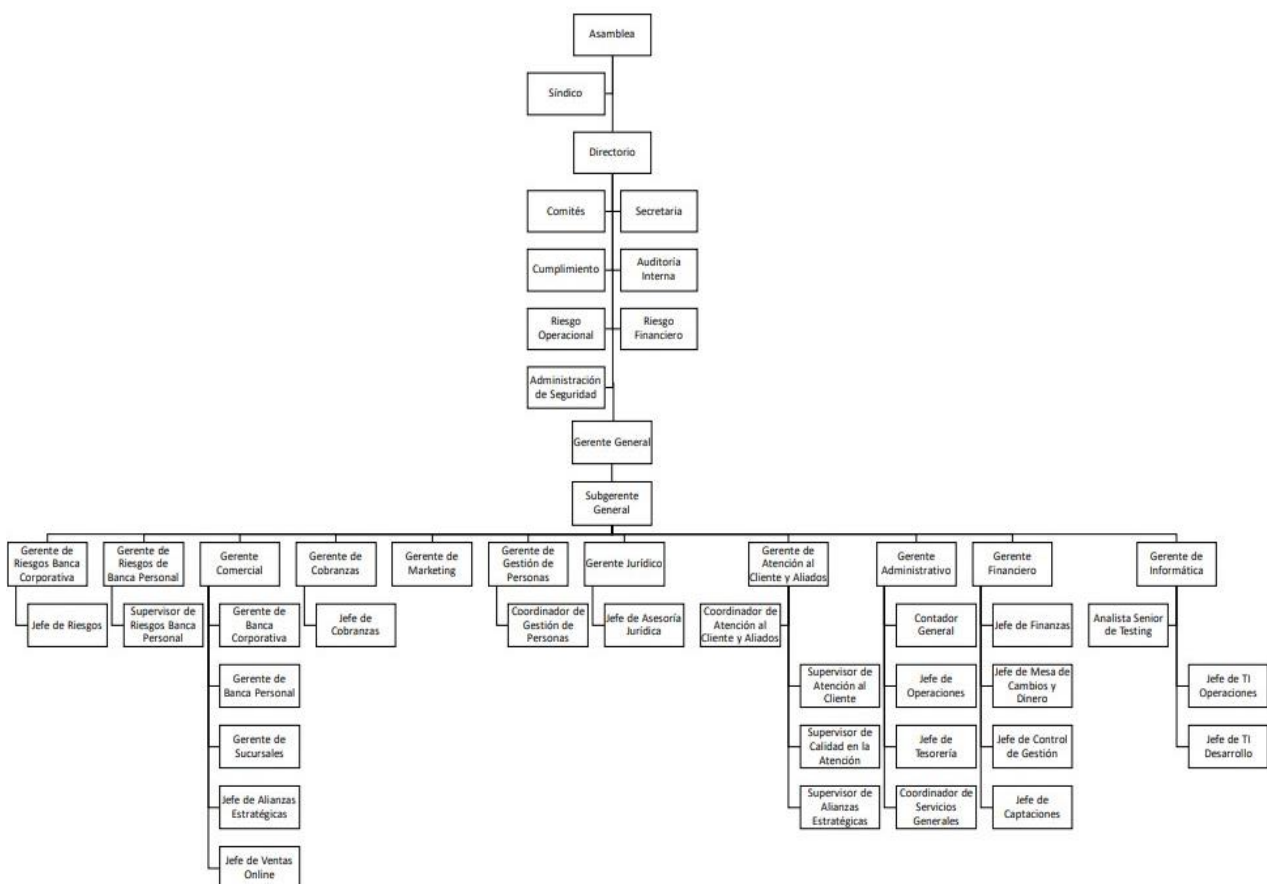 Asamblea
Síndico
Directorio
Comités
Secretaria
Cumplimiento
Auditoría
Interna
Riesgo
Operacional
Riesgo
Financiero
Administración
de Seguridad
Gerente General
Subgerente
General
Gerente de
Riesgos Banca
Corporativa
Gerente de
Riesgos de
Banca Personal
Gerente
Comercial
Gerente de
Cobranzas
Gerente de
Marketing
Gerente de
Gestión de
Personas
Gerente Jurídico
Gerente de
Atención al
Cliente y Aliados
Gerente
Administrativo
Gerente
Financiero
Gerente de
Informática
Jefe de Riesgos
Supervisor de
Riesgos Banca
Personal
Gerente de
Banca
Corporativa
Jefe de
Cobranzas
Coordinador de
Gestión de
Personas
Jefe de Asesoría
Jurídica
Coordinador de
Atención al
Cliente y Aliados
Contador
General
Jefe de Finanzas
Analista Senior
de Testing
Gerente de
Banca Personal
Supervisor de
Atención al
Cliente
Jefe de
Operaciones
Jefe de Mesa de
Cambios y
Dinero
Jefe de TI
Operaciones
Gerente de
Sucursales
Supervisor de
Calidad en la
Atención
Jefe de
Tesorería
Jefe de Control
de Gestión
Jefe de TI
Desarrollo
Jefe de Alianzas
Estratégicas
Supervisor de
Alianzas
Estratégicas
Coordinador de
Servicios
Generales
Jefe de
Captaciones
Jefe de Ventas
Online